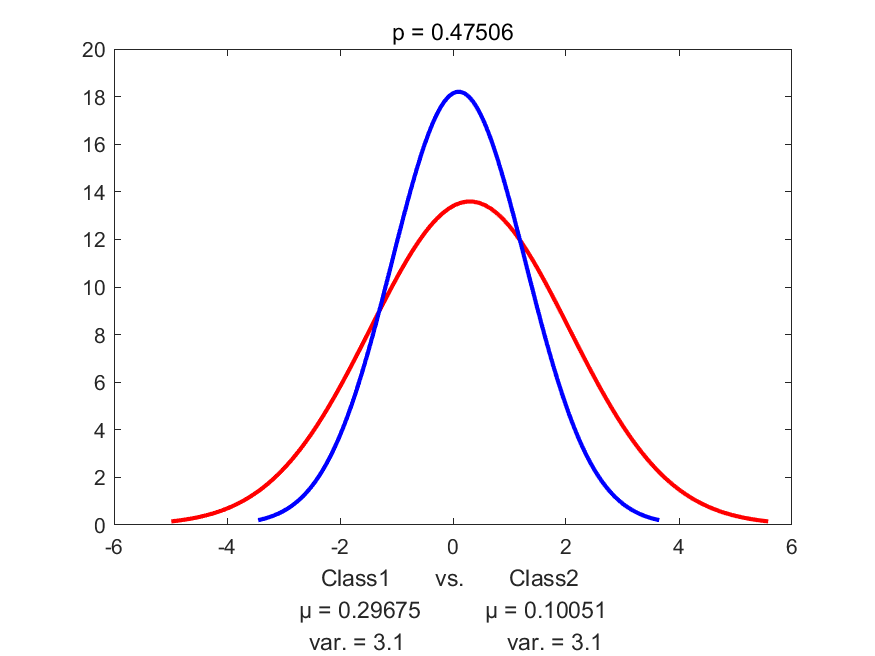 p = 0.47506
20
18
16
14
12
10
8
6
4
2
0
-6 -4 -2 0 2 4 6
Class1 vs. Class2
μ = 0.29675 μ = 0.10051
var. = 3.1 var. = 3.1